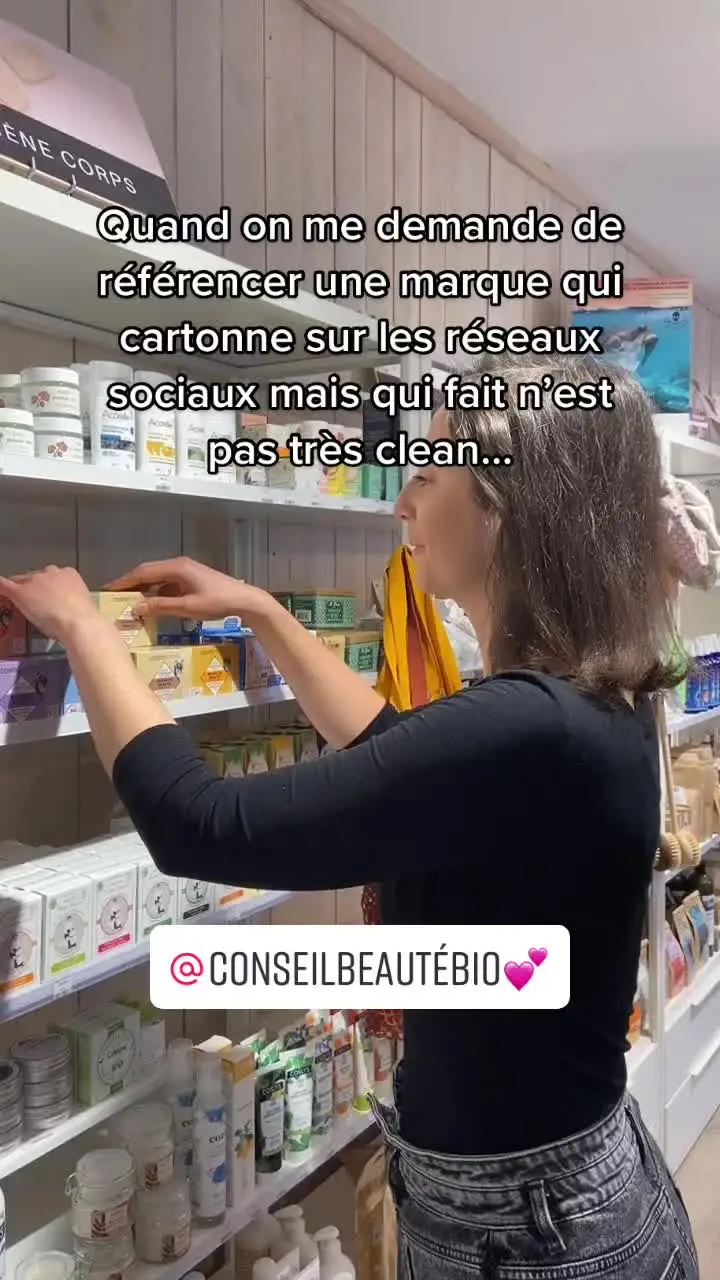 ÈNE CORPS
Quand on me demande de
référencer une marque qui
cartonne sur les réseaux
sociaux mais qui fait n’est
pas très clean...
@CONSEILBEAUTÉBIO💕